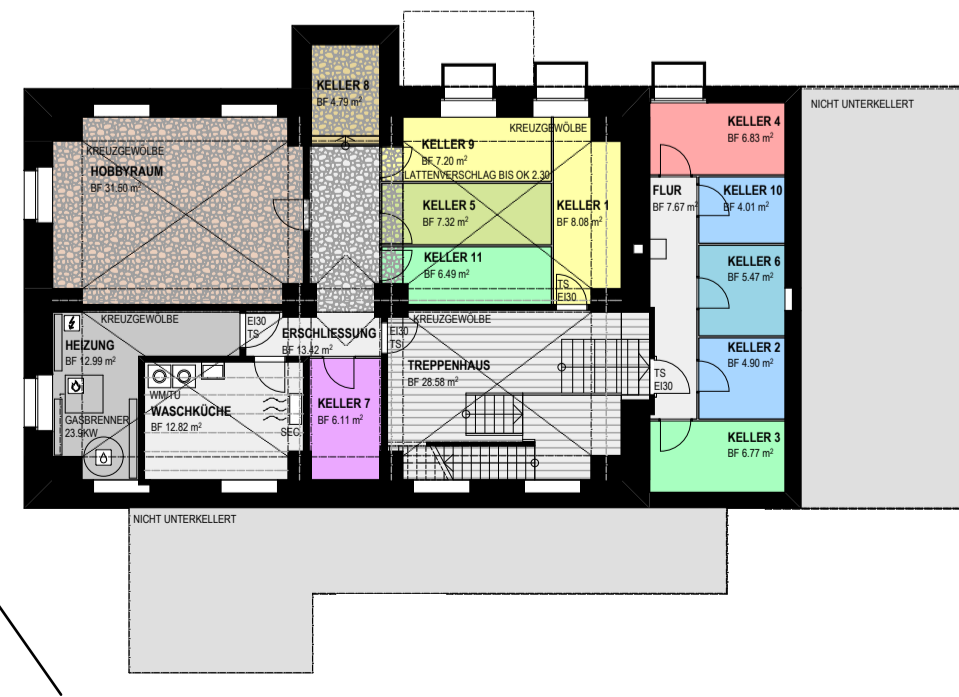 KELLER 8
BF 4.79 m²
NICHT UNTERKELLERT
KELLER 4
BF 6.83 m²
KREUZGEWÖLBE
KELLER 9
BF 7.20 m²
LATTENVERSCHLAG BIS OK 2.30
KREUZGEWÖLBE
HOBBYRAUM
BF 31.50 m²
KELLER 5
BF 7.32 m²
KELLER 1
BF 8.08 m²
FLUR
BF 7.67 m²
KELLER 10
BF 4.01 m²
KELLER 11
BF 6.49 m²
KELLER 6
BF 5.47 m²
TS
EI30
KREUZGEWÖLBE
HEIZUNG
BF 12.99 m²
EI30
TS
ERSCHLIESSUNG
BF 13.42 m²
EI30
TS
KREUZGEWÖLBE
TREPPENHAUS
BF 28.58 m²
KELLER 2
BF 4.90 m²
TS
EI30
WM/TU
WASCHKÜCHE
BF 12.82 m²
GASBRENNER
23.9KW
SEC.
KELLER 7
BF 6.11 m²
KELLER 3
BF 6.77 m²
NICHT UNTERKELLERT